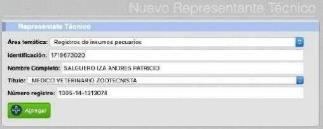 Nuevo Representante Técnico
Representante Técnico
Área temática: Registros de insumos pecuarios
Identificación: 1719673020
Nombre Completo: SALGUERO IZA ANDRES PATRICIO
Título: MEDICO VETERINARIO ZOOTECNISTA
Número registro: 1005-14-1313074
Agregar